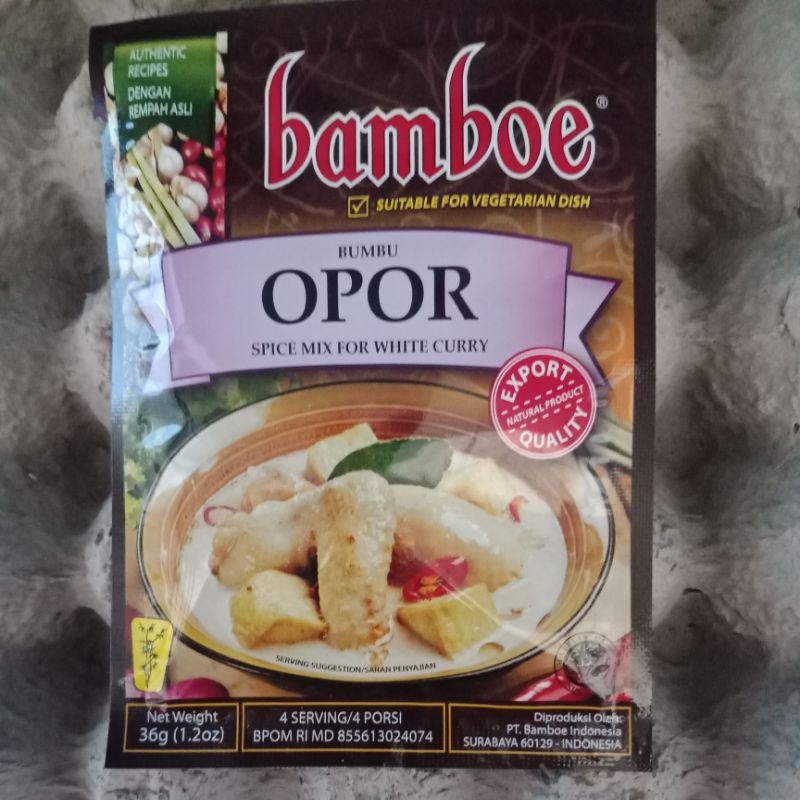 AUTHENTIC
RECIPES
DENGAN
REMPAH ASLI
bamboe®
SUITABLE FOR VEGETARIAN DISH
BUMBU
OPOR
SPICE MIX FOR WHITE CURRY
EXPORT
NATURAL PRODUCT
QUALITY
SERVING SUGGESTION/SARAN PENYAJIAN
Net Weight
36g (1.2oz)
4 SERVING/4 PORSI
BPOM RI MD 855613024074
Diproduksi Oleh:
PT. Bamboe Indonesia
SURABAYA 60129 - INDONESIA